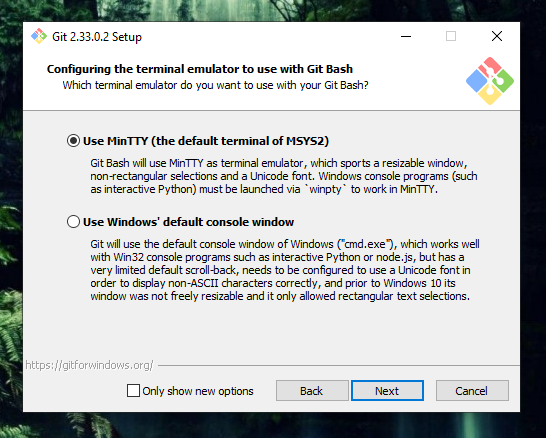 Git 2.33.0.2 Setup
Configuring the terminal emulator to use with Git Bash
Which terminal emulator do you want to use with your Git Bash?
Use MinTTY (the default terminal of MSYS2)
Git Bash will use MinTTY as terminal emulator, which sports a resizable window,
non-rectangular selections and a Unicode font. Windows console programs (such
as interactive Python) must be launched via `winpty` to work in MinTTY.
Use Windows' default console window
Git will use the default console window of Windows ("cmd.exe"), which works well
with Win32 console programs such as interactive Python or node.js, but has a
very limited default scroll-back, needs to be configured to use a Unicode font in
order to display non-ASCII characters correctly, and prior to Windows 10 its
window was not freely resizable and it only allowed rectangular text selections.
https://gitforwindows.org/
Only show new options
Back
Next
Cancel